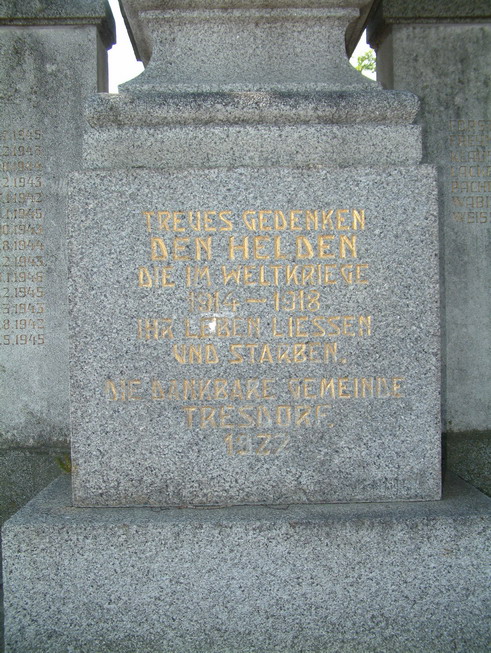 TREUES GEDENKEN
DEN HELDEN
DIE IM WELTKRIEGE
1914 – 1918
IHR LEBEN LIESSEN
UND STARBEN.
DIE DANKBARE GEMEINDE
TRESDORF.
1922